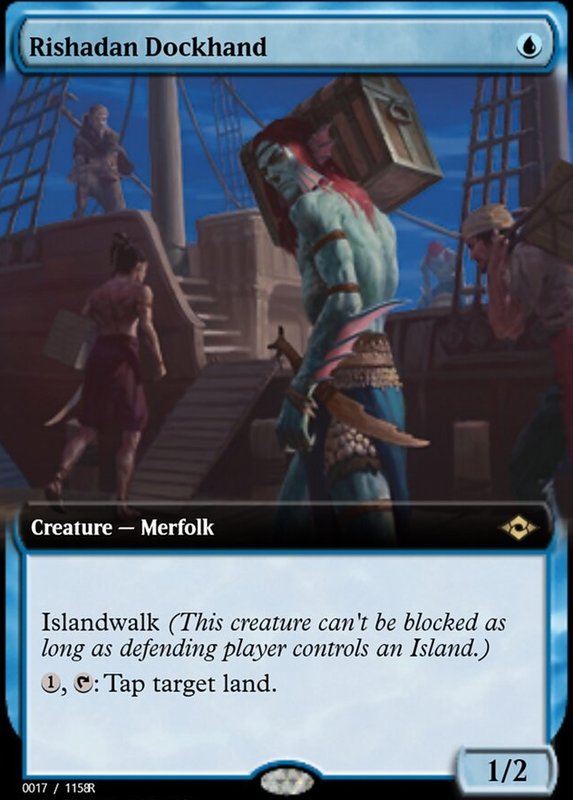 Rishadan Dockhand
Creature — Merfolk
Islandwalk (This creature can't be blocked as
long as defending player controls an Island.)
1, T: Tap target land.
1/2
0017 / 1158R